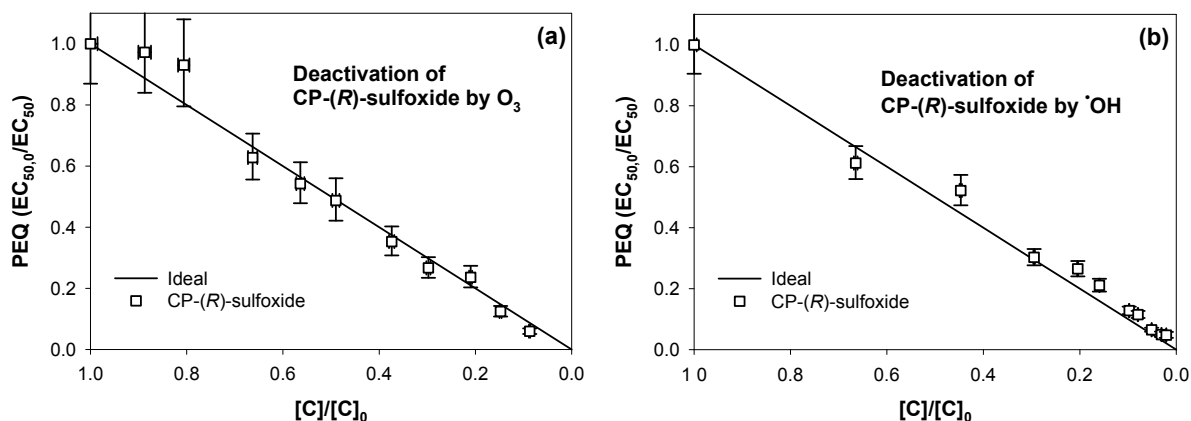 (a)
Deactivation of
CP-(R)-sulfoxide by O₃
PEQ (EC₅₀,₀/EC₅₀)
1.0
0.8
0.6
0.4
0.2
0.0
Ideal
CP-(R)-sulfoxide
1.0 0.8 0.6 0.4 0.2 0.0
[C]/[C]₀
(b)
Deactivation of
CP-(R)-sulfoxide by •OH
PEQ (EC₅₀,₀/EC₅₀)
1.0
0.8
0.6
0.4
0.2
0.0
Ideal
CP-(R)-sulfoxide
1.0 0.8 0.6 0.4 0.2 0.0
[C]/[C]₀